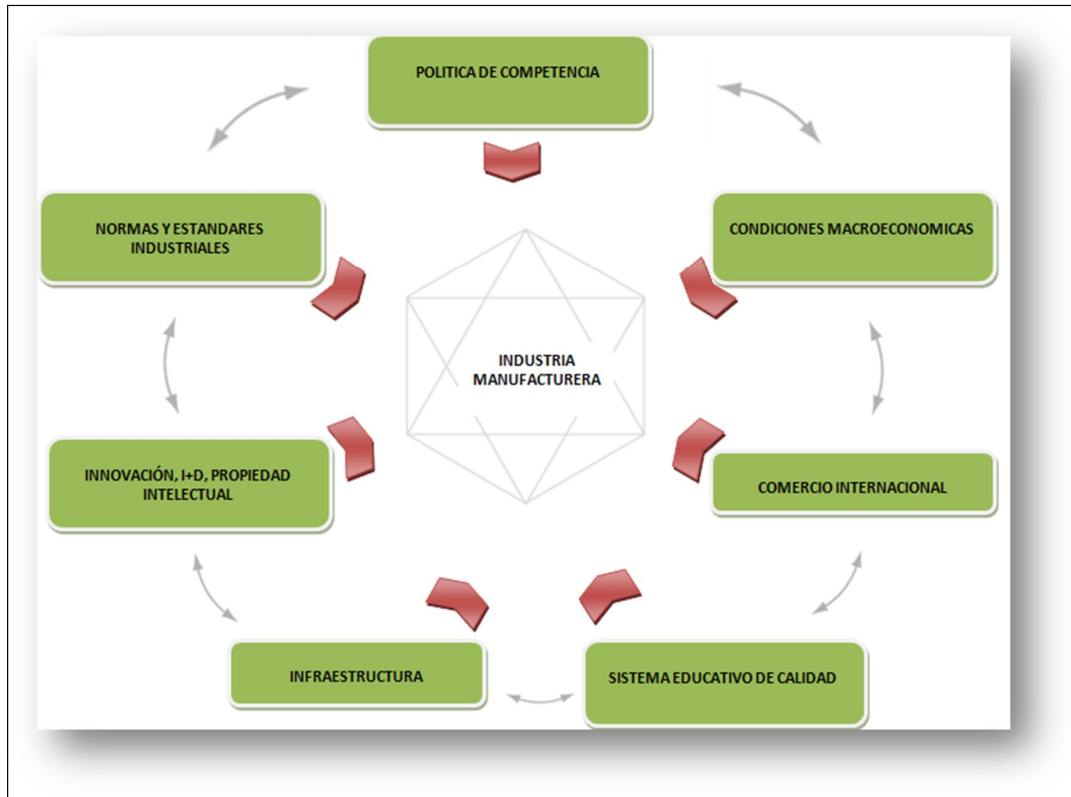 POLITICA DE COMPETENCIA
NORMAS Y ESTANDARES
INDUSTRIALES
CONDICIONES MACROECONOMICAS
INDUSTRIA
MANUFACTURERA
INNOVACIÓN, I+D, PROPIEDAD
INTELECTUAL
COMERCIO INTERNACIONAL
INFRAESTRUCTURA
SISTEMA EDUCATIVO DE CALIDAD